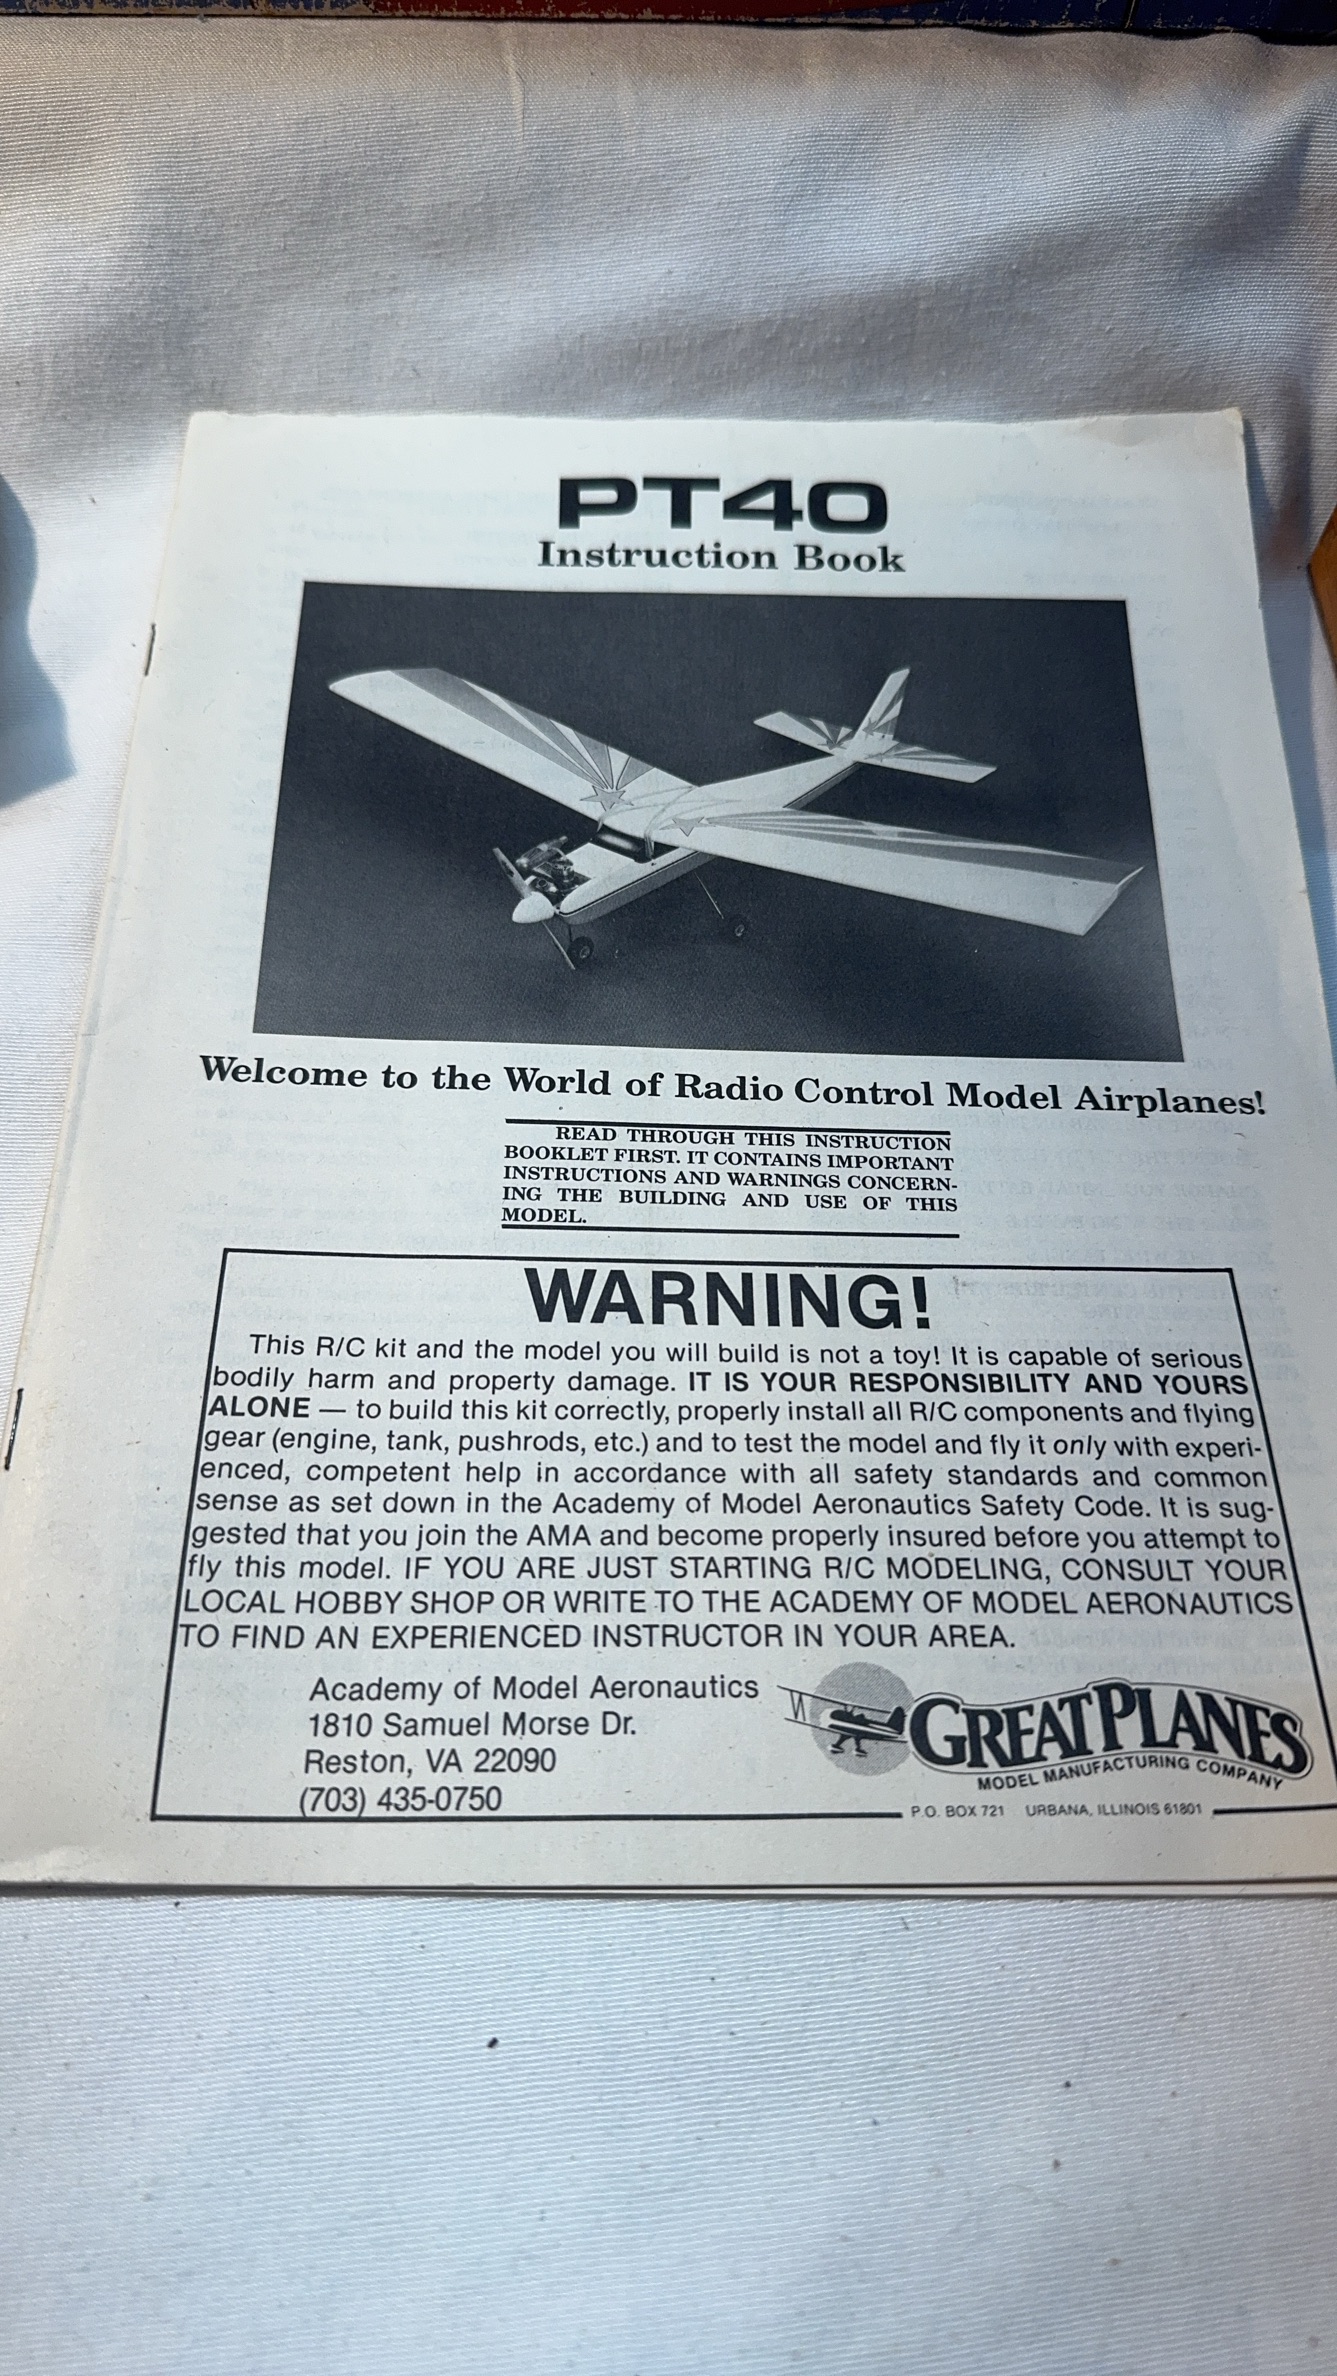 PT40
Instruction Book
Welcome to the World of Radio Control Model Airplanes!
READ THROUGH THIS INSTRUCTION
BOOKLET FIRST. IT CONTAINS IMPORTANT
INSTRUCTIONS AND WARNINGS CONCERN-
ING THE BUILDING AND USE OF THIS
MODEL.
WARNING!
This R/C kit and the model you will build is not a toy! It is capable of serious
bodily harm and property damage. IT IS YOUR RESPONSIBILITY AND YOURS
ALONE — to build this kit correctly, properly install all R/C components and flying
gear (engine, tank, pushrods, etc.) and to test the model and fly it only with experi-
enced, competent help in accordance with all safety standards and common
sense as set down in the Academy of Model Aeronautics Safety Code. It is sug-
gested that you join the AMA and become properly insured before you attempt to
fly this model. IF YOU ARE JUST STARTING R/C MODELING, CONSULT YOUR
LOCAL HOBBY SHOP OR WRITE TO THE ACADEMY OF MODEL AERONAUTICS
TO FIND AN EXPERIENCED INSTRUCTOR IN YOUR AREA.
Academy of Model Aeronautics
1810 Samuel Morse Dr.
Reston, VA 22090
(703) 435-0750
GREAT PLANES
MODEL MANUFACTURING COMPANY
P.O. BOX 721 URBANA, ILLINOIS 61801